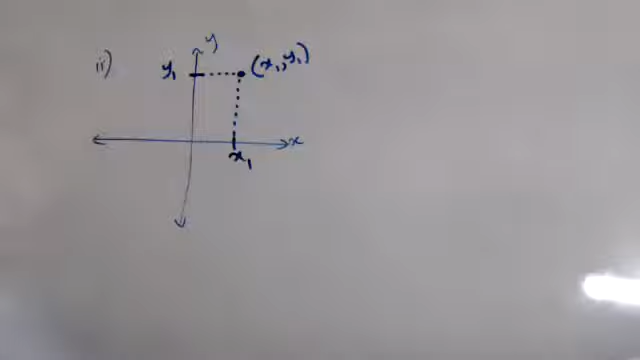 ii)
y
y₁
(x₁, y₁)
x
x₁